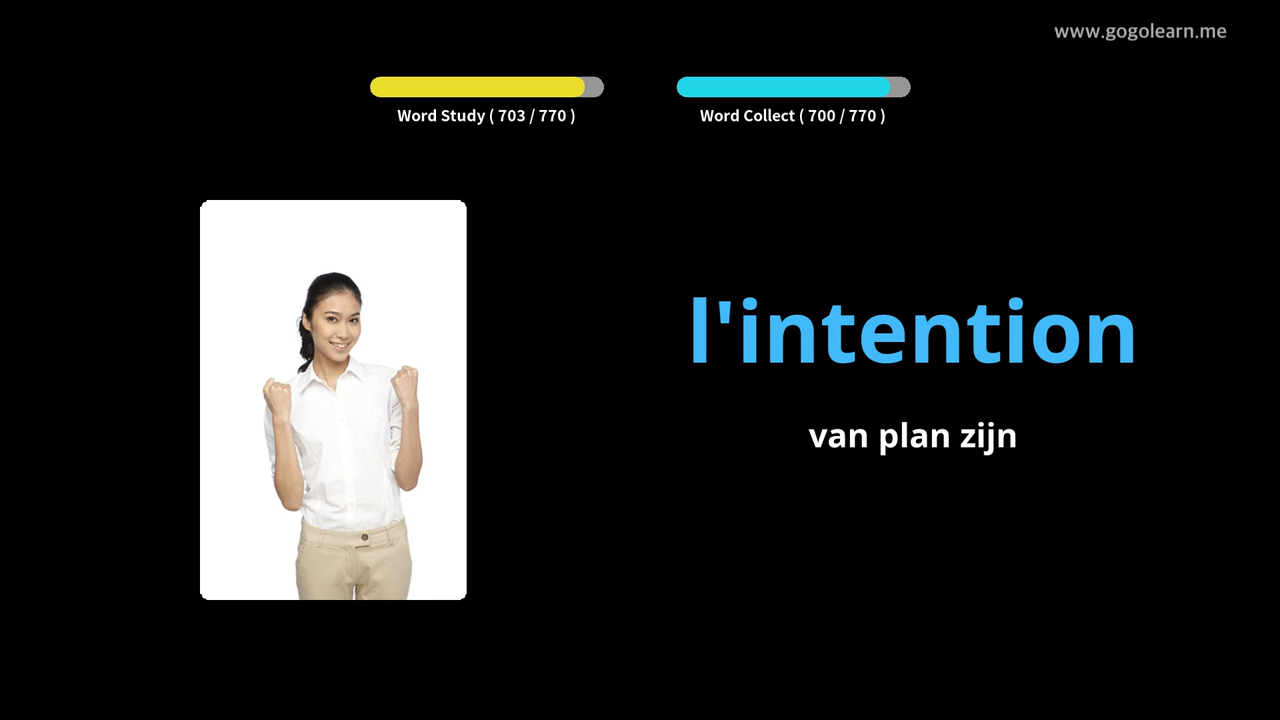 www.gogolearn.me
Word Study ( 703 / 770 )
Word Collect ( 700 / 770 )
l'intention
van plan zijn